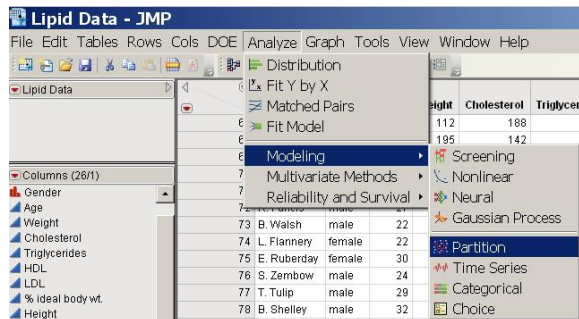 Lipid Data - JMP
File Edit Tables Rows Cols DOE Analyze Graph Tools View Window Help
Lipid Data
Distribution
Fit Y by X
Matched Pairs
Fit Model
Modeling
Multivariate Methods
Reliability and Survival
Screening
Nonlinear
Neural
Gaussian Process
Partition
Time Series
Categorical
Choice
Cholesterol
112 188
195 142
Columns (26/1)
Gender
Age
Weight
Cholesterol
Triglycerides
HDL
LDL
% ideal body wt.
Height
73 B. Walsh male 22
74 L. Flannery female 22
75 E. Ruberday female 30
76 S. Zembow male 24
77 T. Tulip male 29
78 B. Shelley male 32